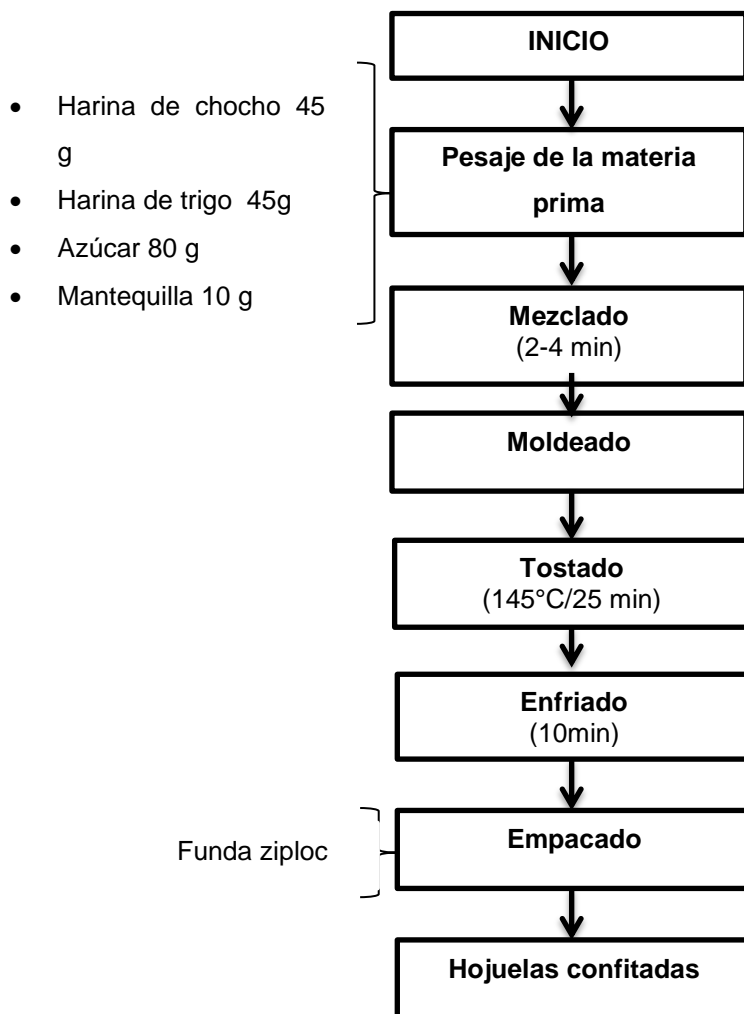 INICIO
• Harina de chocho 45
g
• Harina de trigo 45g
• Azúcar 80 g
• Mantequilla 10 g
Pesaje de la materia
prima
Mezclado
(2-4 min)
Moldeado
Tostado
(145°C/25 min)
Enfriado
(10min)
Funda ziploc
Empacado
Hojuelas confitadas